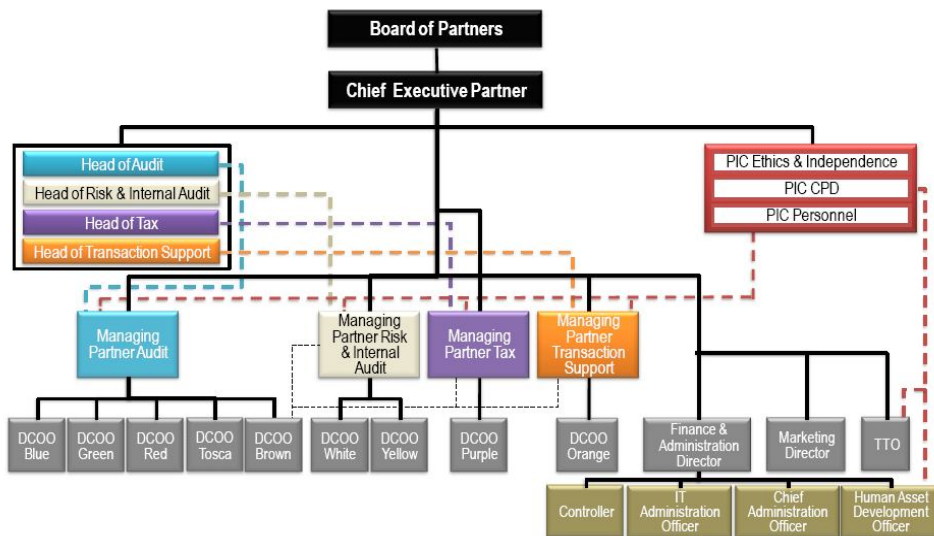 Board of Partners
Chief Executive Partner
Head of Audit
Head of Risk & Internal Audit
Head of Tax
Head of Transaction Support
PIC Ethics & Independence
PIC CPD
PIC Personnel
Managing
Partner Audit
Managing
Partner Risk
& Internal
Audit
Managing
Partner Tax
Managing
Partner
Transaction
Support
DCOO
Blue
DCOO
Green
DCOO
Red
DCOO
Tosca
DCOO
Brown
DCOO
White
DCOO
Yellow
DCOO
Purple
DCOO
Orange
Finance &
Administration
Director
Marketing
Director
TTO
Controller
IT
Administration
Officer
Chief
Administration
Officer
Human Asset
Development
Officer